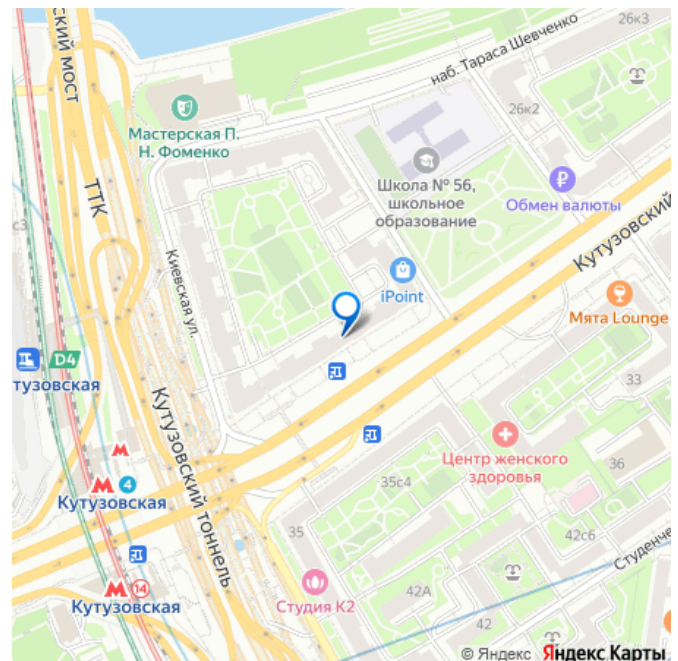 ский мост
ТТК
с3
Мастерская П.
Н. Фоменко
наб. Тараса Шевченко
26к3
26к2
Школа № 56,
школьное
образование
Обмен валюты
Кутузовский
Киевская ул.
iPoint
Мята Lounge
D4
тузовская
33
Кутузовский тоннель
4
Кутузовская
Центр женского
здоровья
36
35с4
35
42с6
Студенче
14
Кутузовская
Студия К2
42А
42
© Яндекс Яндекс Карты